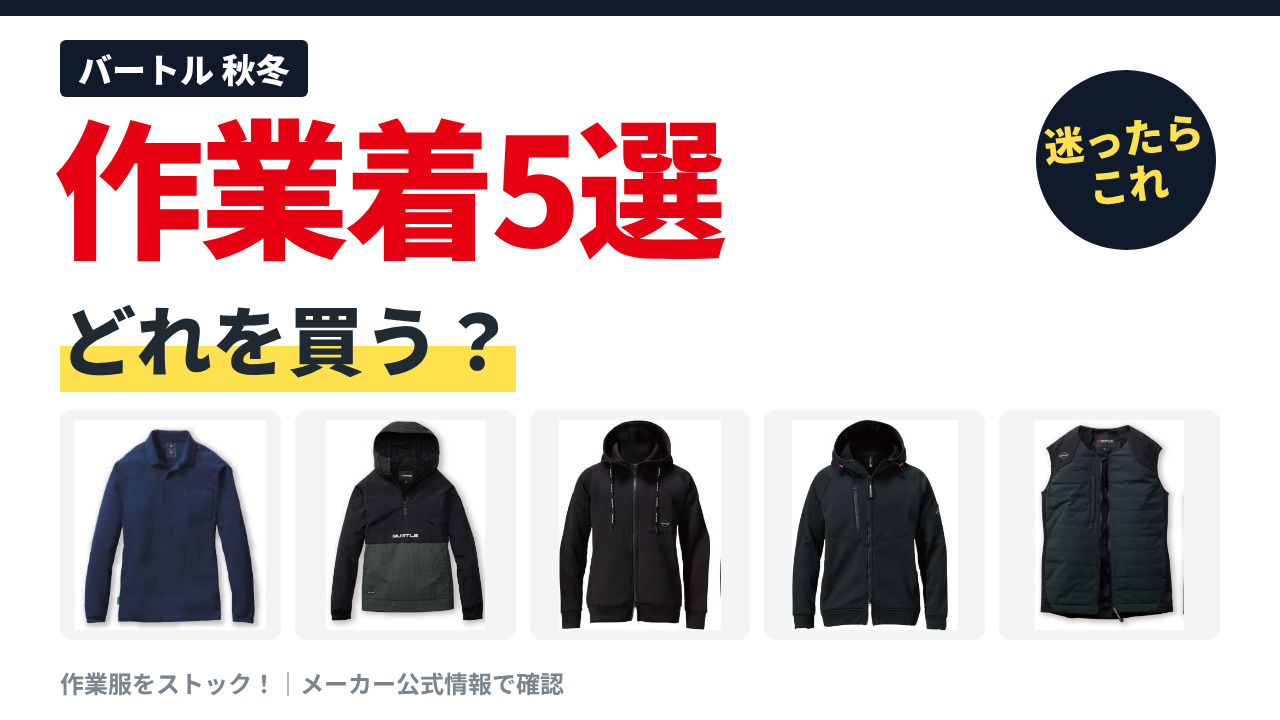 バートル 秋冬
作業着5選
迷ったら
これ
どれを買う？
BURTLE
作業服をストック！｜メーカー公式情報で確認